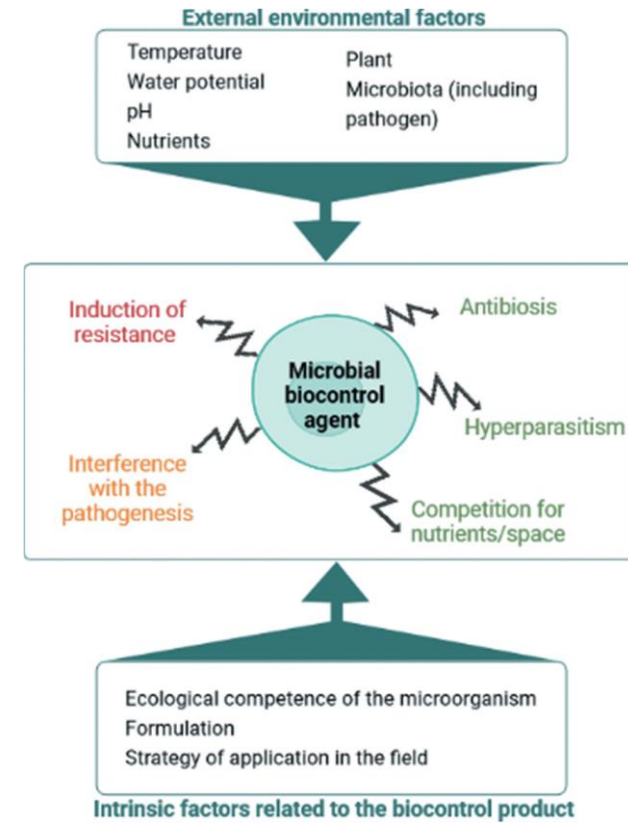 External environmental factors
Temperature
Water potential
pH
Nutrients
Plant
Microbiota (including
pathogen)
Induction of
resistance
Antibiosis
Microbial
biocontrol
agent
Hyperparasitism
Interference
with the
pathogenesis
Competition for
nutrients/space
Ecological competence of the microorganism
Formulation
Strategy of application in the field
Intrinsic factors related to the biocontrol product